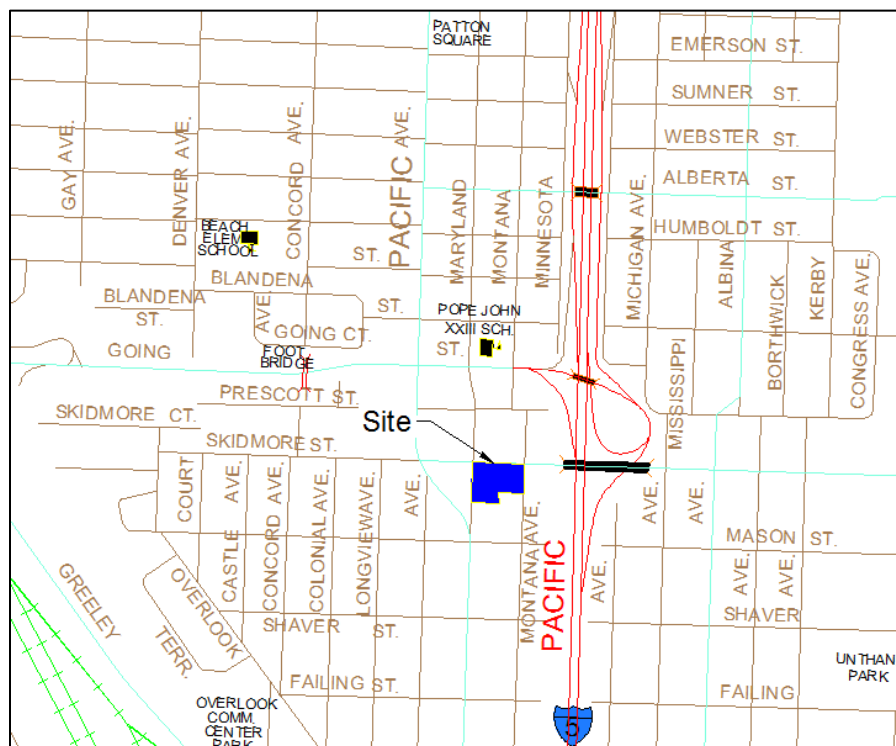 PATTON
SQUARE
EMERSON ST.
SUMNER ST.
WEBSTER ST.
ALBERTA ST.
HUMBOLDT ST.
GAY AVE.
DENVER AVE.
CONCORD AVE.
PACIFIC AVE.
MARYLAND
MONTANA
MINNESOTA
MICHIGAN AVE.
ALBINA
BORTHWICK
KERBY
CONGRESS AVE.
MISSISSIPPI
BEACH
ELEM
SCHOOL
ST.
BLANDENA
BLANDENA
ST.
AVE.
ST.
GOING CT.
GOING
FOOT
BRIDGE
POPE JOHN
XXIII SCH.
ST.
PRESCOTT ST.
SKIDMORE CT.
SKIDMORE ST.
Site
COURT
CASTLE AVE.
CONCORD AVE.
COLONIAL AVE.
LONGVIEW AVE.
AVE.
MONTANA AVE.
PACIFIC
AVE.
AVE.
AVE.
MASON ST.
AVE.
AVE.
GREELEY
OVERLOOK
TERR.
SHAVER
ST.
SHAVER
FAILING ST.
FAILING
UNTHAN
PARK
OVERLOOK
COMM.
CENTER
PARK
5